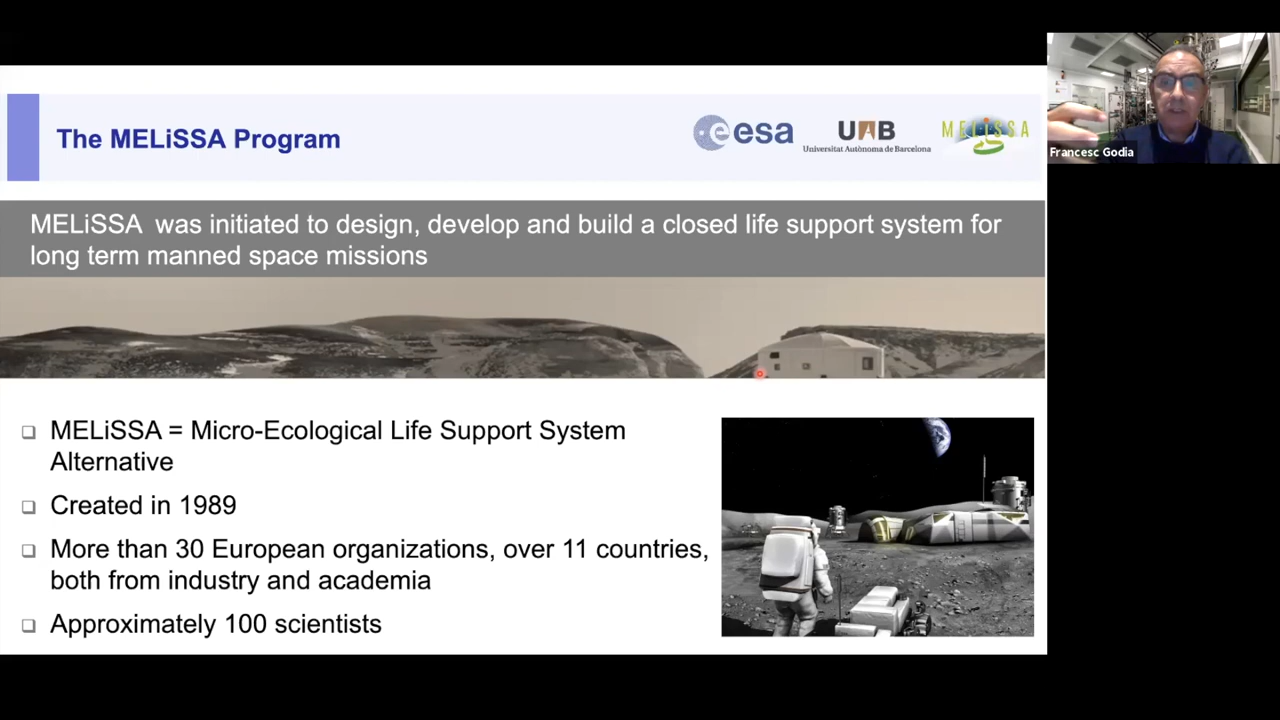 The MELiSSA Program
esa
UAB
Universitat Autònoma de Barcelona
MELiSSA
Francesc Godia
MELiSSA was initiated to design, develop and build a closed life support system for
long term manned space missions
MELiSSA = Micro-Ecological Life Support System
Alternative
Created in 1989
More than 30 European organizations, over 11 countries,
both from industry and academia
Approximately 100 scientists